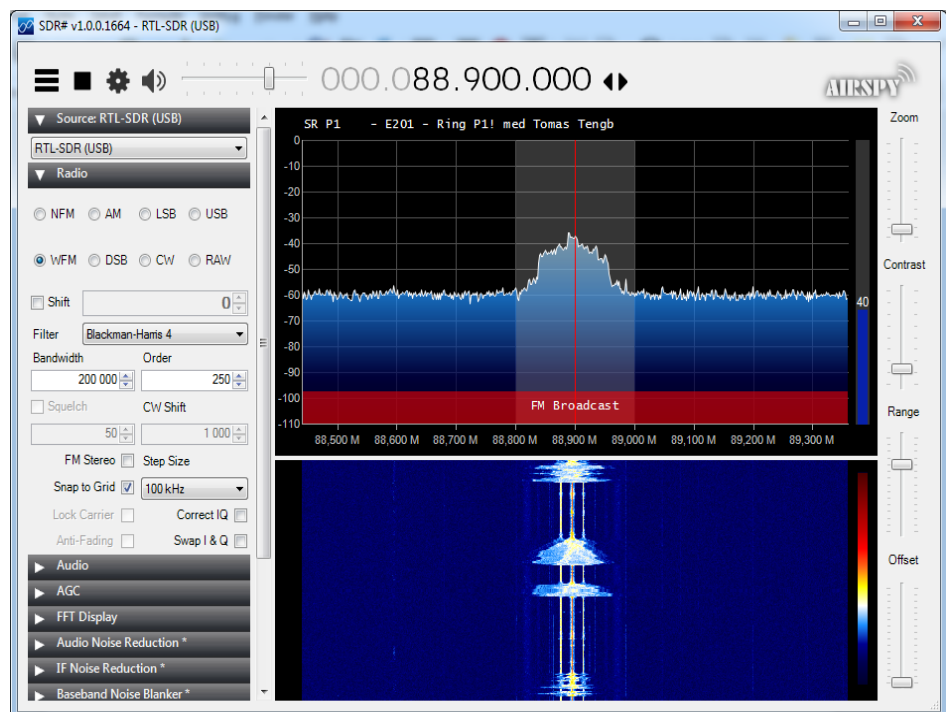 SDR# v1.0.0.1664 - RTL-SDR (USB)
000.088.900.000
AIRSPY
Source: RTL-SDR (USB)
RTL-SDR (USB)
Radio
NFM AM LSB USB
WFM DSB CW RAW
Shift 0
Filter Blackman-Harris 4
Bandwidth Order
200 000 250
Squelch CW Shift
50 1 000
FM Stereo Step Size
Snap to Grid 100 kHz
Lock Carrier Correct IQ
Anti-Fading Swap I & Q
Audio
AGC
FFT Display
Audio Noise Reduction *
IF Noise Reduction *
Baseband Noise Blanker *
SR P1 - E201 - Ring P1! med Tomas Tengb
0
-10
-20
-30
-40
-50
-60
-70
-80
-90
-100
-110
40
FM Broadcast
88,500 M 88,600 M 88,700 M 88,800 M 88,900 M 89,000 M 89,100 M 89,200 M 89,300 M
Zoom
Contrast
Range
Offset